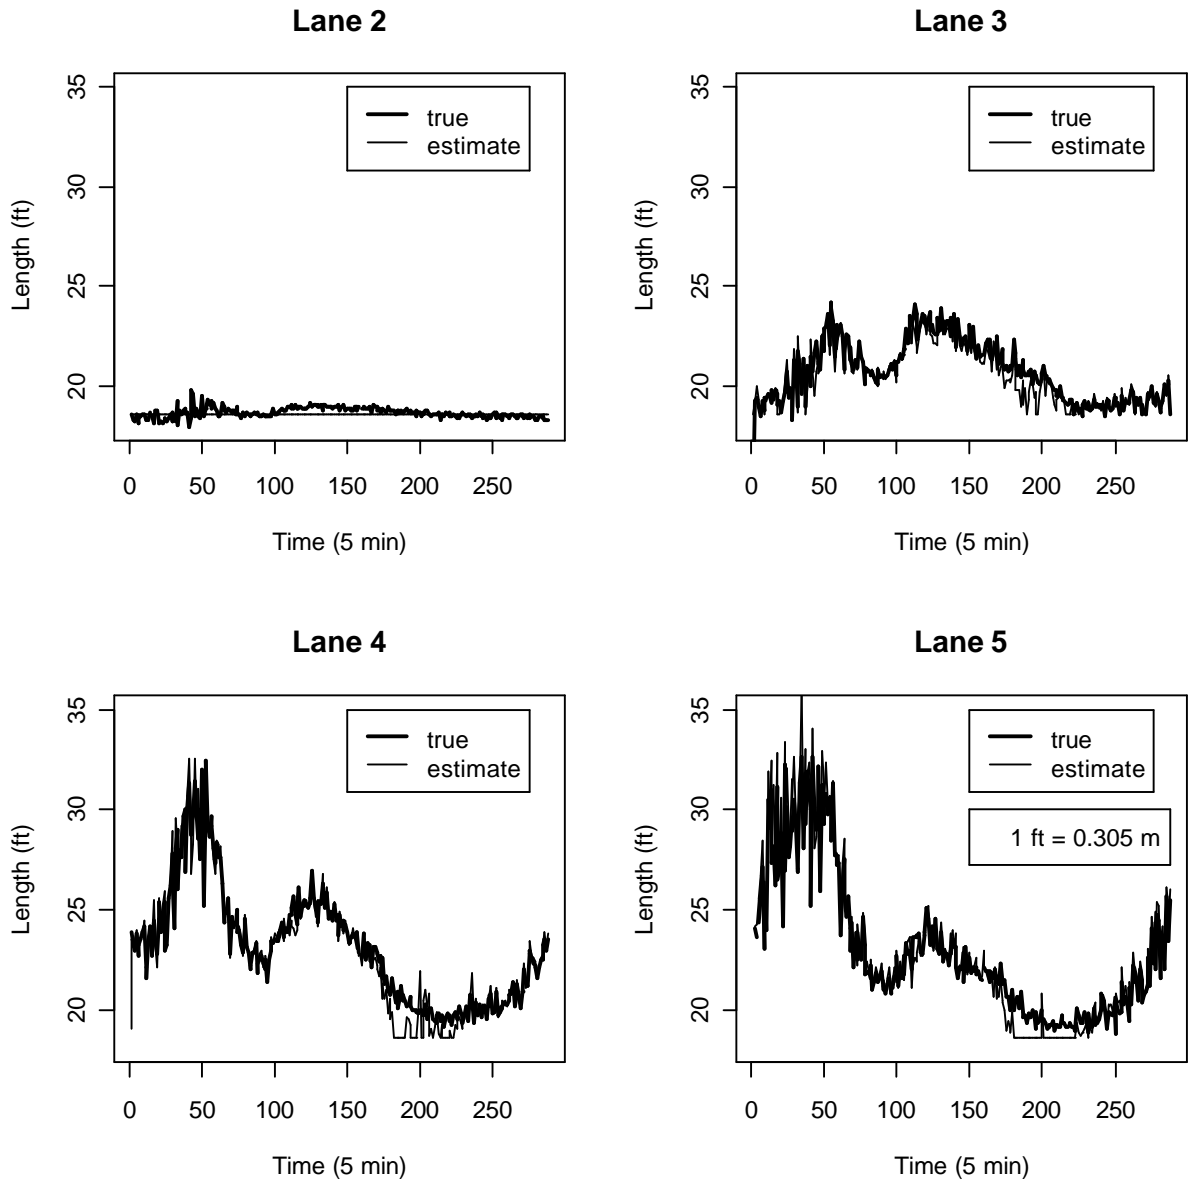 Lane 2
35
30
25
20
Length (ft)
true
estimate
0 50 100 150 200 250
Time (5 min)
Lane 3
35
30
25
20
Length (ft)
true
estimate
0 50 100 150 200 250
Time (5 min)
Lane 4
35
30
25
20
Length (ft)
true
estimate
0 50 100 150 200 250
Time (5 min)
Lane 5
35
30
25
20
Length (ft)
true
estimate
1 ft = 0.305 m
0 50 100 150 200 250
Time (5 min)